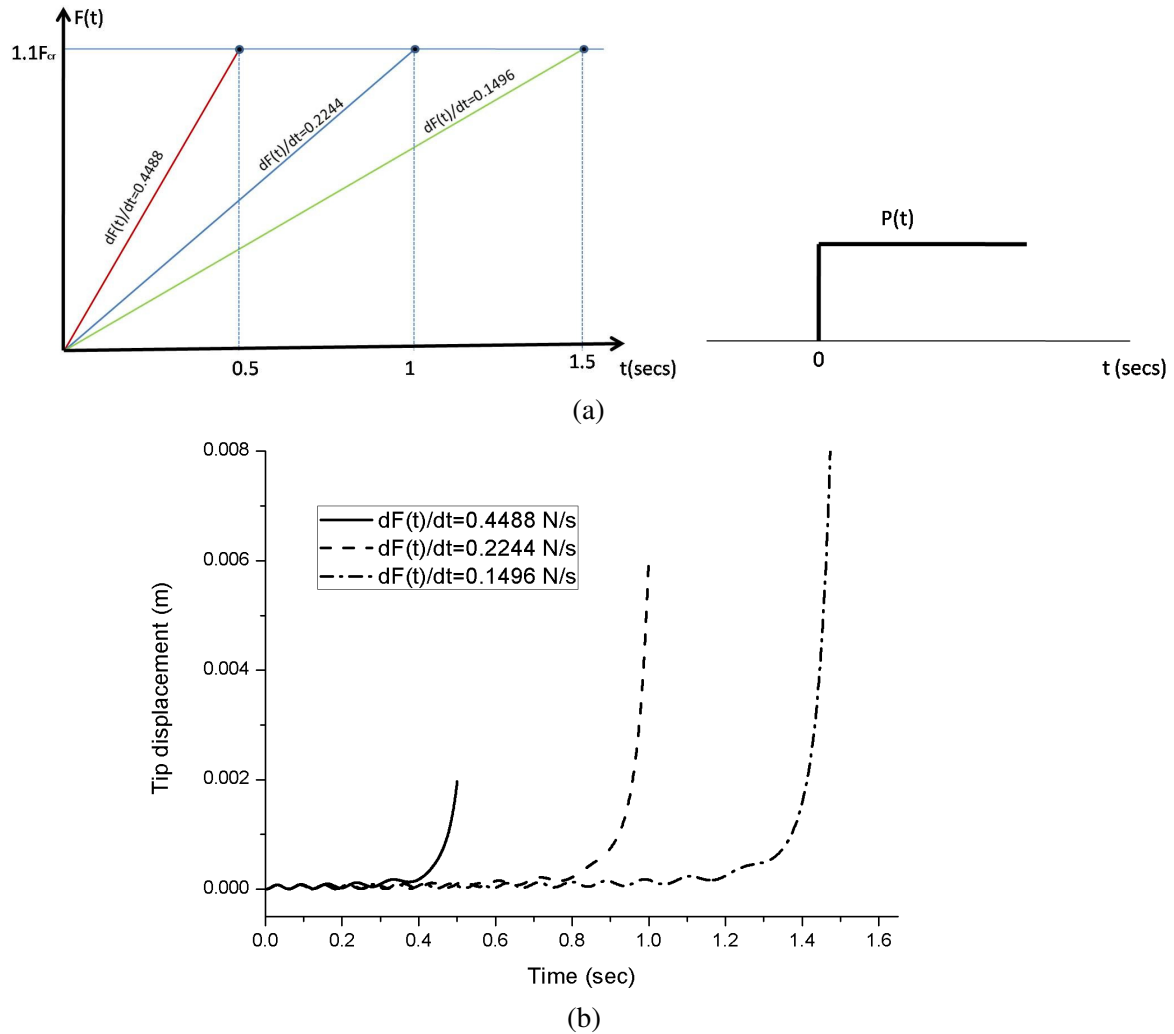 F(t)
1.1Fcr
dF(t)/dt=0.4488
dF(t)/dt=0.2244
dF(t)/dt=0.1496
0.5
1
1.5
t(secs)
P(t)
0
t (secs)
(a)
0.008
0.006
0.004
0.002
0.000
Tip displacement (m)
dF(t)/dt=0.4488 N/s
dF(t)/dt=0.2244 N/s
dF(t)/dt=0.1496 N/s
0.0 0.2 0.4 0.6 0.8 1.0 1.2 1.4 1.6
Time (sec)
(b)